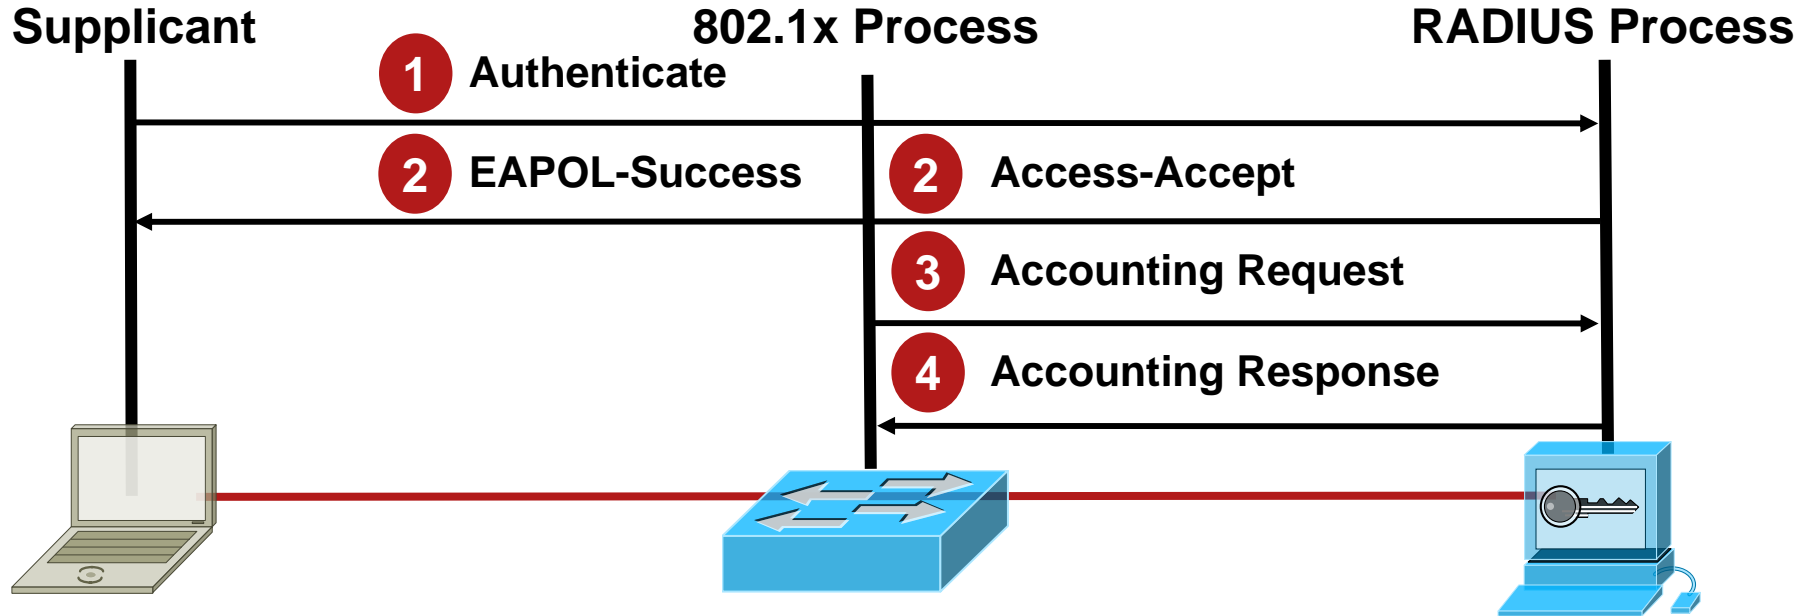 Supplicant 802.1x Process RADIUS Process
1 Authenticate
2 EAPOL-Success 2 Access-Accept
3 Accounting Request
4 Accounting Response